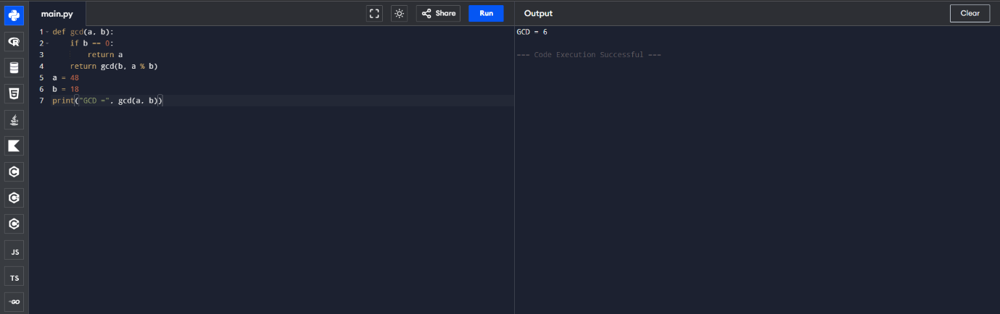 main.py
Share
Run
Output
Clear
1 def gcd(a, b):
2     if b == 0:
3         return a
4     return gcd(b, a % b)
5 a = 48
6 b = 18
7 print("GCD =", gcd(a, b))
GCD = 6
=== Code Execution Successful ===
R
5
C
C
C
JS
TS
GO